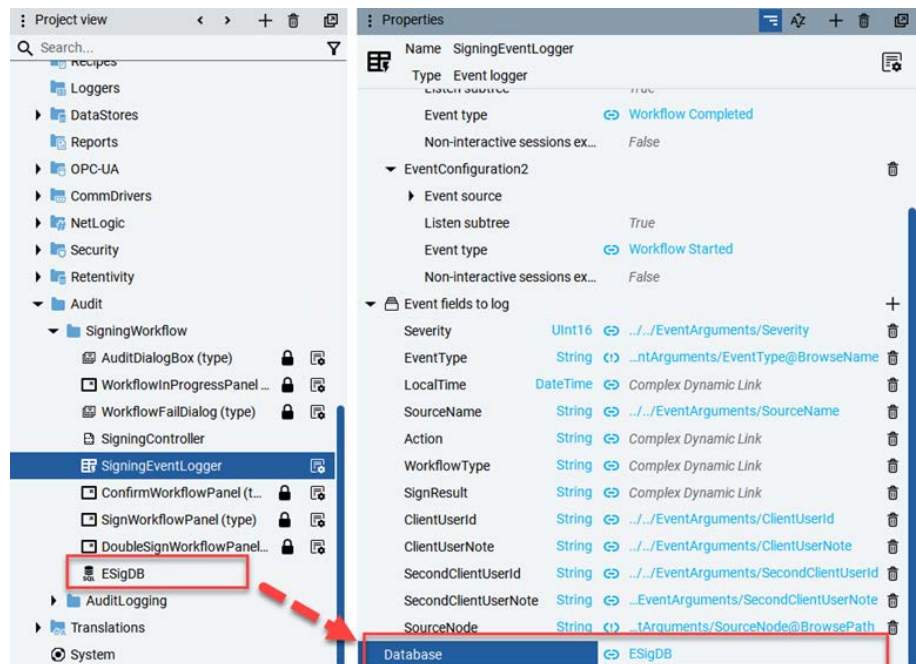 Project view
Search...
Recipes
Loggers
DataStores
Reports
OPC-UA
CommDrivers
NetLogic
Security
Retentivity
Audit
SigningWorkflow
AuditDialogBox (type)
WorkflowInProgressPanel ...
WorkflowFailDialog (type)
SigningController
SigningEventLogger
ConfirmWorkflowPanel (t...
SignWorkflowPanel (type)
DoubleSignWorkflowPanel...
SQL ESigDB
AuditLogging
Translations
System
Properties
Name SigningEventLogger
Type Event logger
Listen subtree True
Event type Workflow Completed
Non-interactive sessions ex... False
EventConfiguration2
Event source
Listen subtree True
Event type Workflow Started
Non-interactive sessions ex... False
Event fields to log
Severity UInt16 ../../EventArguments/Severity
EventType String ...ntArguments/EventType@BrowseName
LocalTime DateTime Complex Dynamic Link
SourceName String ../../EventArguments/SourceName
Action String Complex Dynamic Link
WorkflowType String Complex Dynamic Link
SignResult String Complex Dynamic Link
ClientUserId String ../../EventArguments/ClientUserId
ClientUserNote String ../../EventArguments/ClientUserNote
SecondClientUserId String ../../EventArguments/SecondClientUserId
SecondClientUserNote String ...EventArguments/SecondClientUserNote
SourceNode String ...tArguments/SourceNode@BrowsePath
Database ESigDB